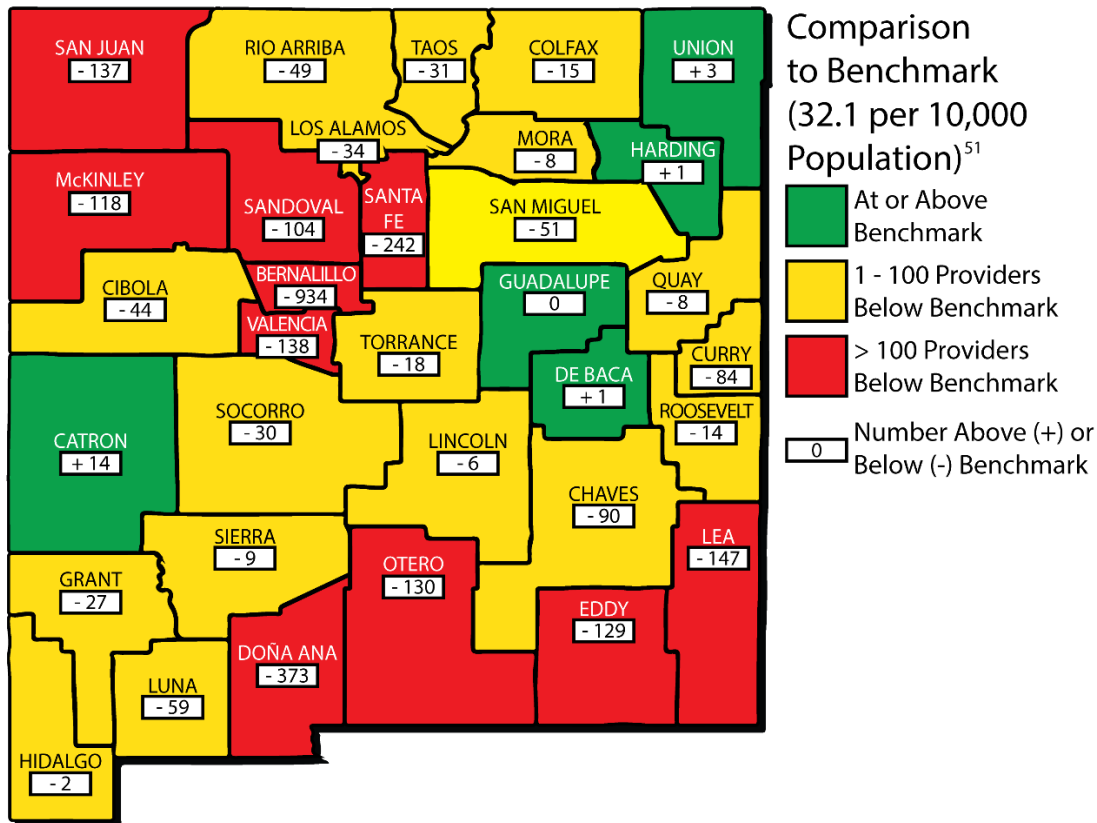 SAN JUAN
- 137
RIO ARRIBA
- 49
TAOS
- 31
COLFAX
- 15
UNION
+ 3
LOS ALAMOS
- 34
MORA
- 8
HARDING
+ 1
McKINLEY
- 118
SANDOVAL
- 104
SANTA
FE
- 242
SAN MIGUEL
- 51
CIBOLA
- 44
BERNALILLO
- 934
GUADALUPE
0
QUAY
- 8
VALENCIA
- 138
TORRANCE
- 18
CURRY
- 84
DE BACA
+ 1
CATRON
+ 14
SOCORRO
- 30
LINCOLN
- 6
ROOSEVELT
- 14
CHAVES
- 90
SIERRA
- 9
OTERO
- 130
LEA
- 147
GRANT
- 27
EDDY
- 129
DOÑA ANA
- 373
LUNA
- 59
HIDALGO
- 2
Comparison
to Benchmark
(32.1 per 10,000
Population)51
At or Above
Benchmark
1 - 100 Providers
Below Benchmark
> 100 Providers
Below Benchmark
0
Number Above (+) or
Below (-) Benchmark